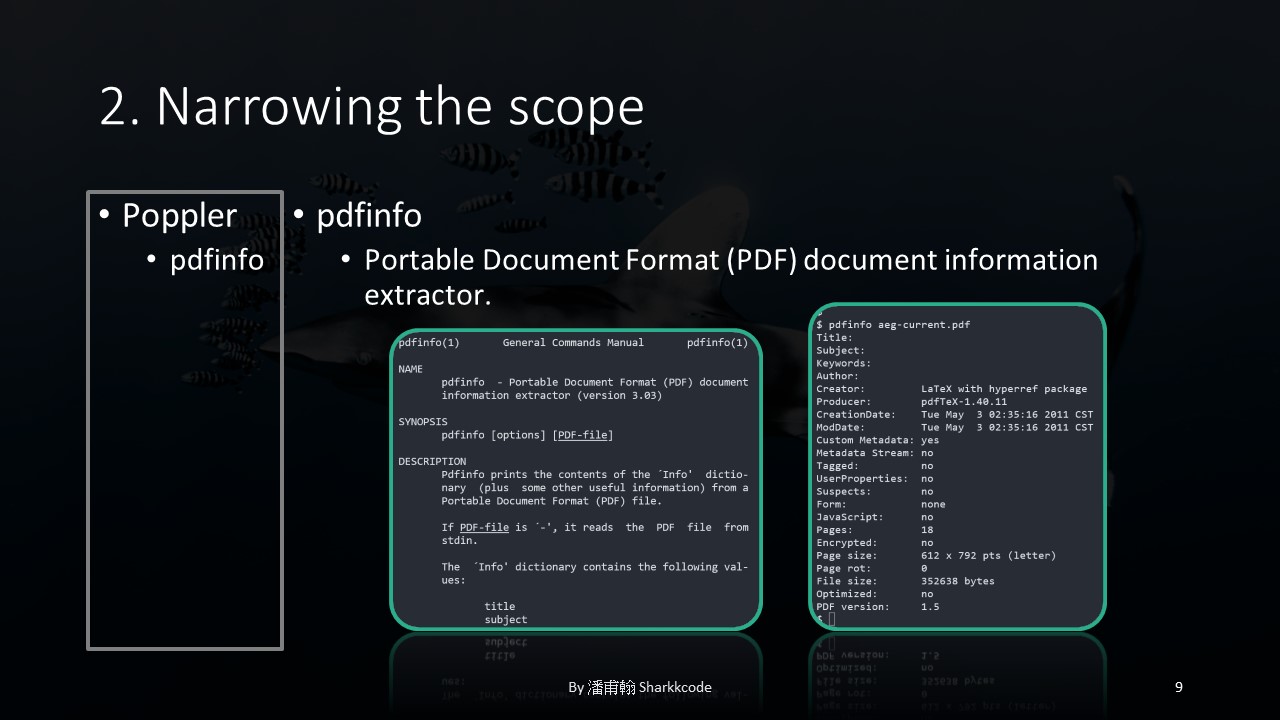 2. Narrowing the scope
• Poppler
• pdfinfo
• pdfinfo
• Portable Document Format (PDF) document information
extractor.
pdfinfo(1) General Commands Manual pdfinfo(1)
NAME
pdfinfo - Portable Document Format (PDF) document
information extractor (version 3.03)
SYNOPSIS
pdfinfo [options] [PDF-file]
DESCRIPTION
Pdfinfo prints the contents of the ´Info' dictio-
nary (plus some other useful information) from a
Portable Document Format (PDF) file.
If PDF-file is ´-', it reads the PDF file from
stdin.
The ´Info' dictionary contains the following val-
ues:
title
subject
$ pdfinfo aeg-current.pdf
Title:
Subject:
Keywords:
Author:
Creator: LaTeX with hyperref package
Producer: pdfTeX-1.40.11
CreationDate: Tue May 3 02:35:16 2011 CST
ModDate: Tue May 3 02:35:16 2011 CST
Custom Metadata: yes
Metadata Stream: no
Tagged: no
UserProperties: no
Suspects: no
Form: none
JavaScript: no
Pages: 18
Encrypted: no
Page size: 612 x 792 pts (letter)
Page rot: 0
File size: 352638 bytes
Optimized: no
PDF version: 1.5
$
By 潘甫翰 Sharkkcode
9